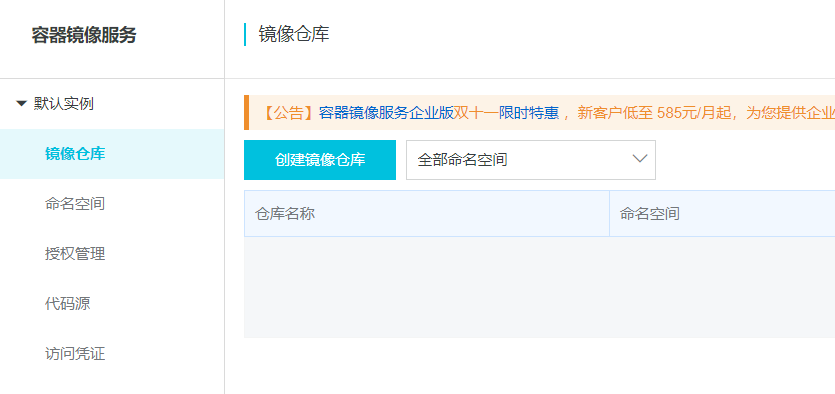 容器镜像服务
镜像仓库
默认实例
【公告】容器镜像服务企业版双十一限时特惠 ，新客户低至 585元/月起，为您提供企业
镜像仓库
创建镜像仓库
全部命名空间
命名空间
仓库名称
命名空间
授权管理
代码源
访问凭证